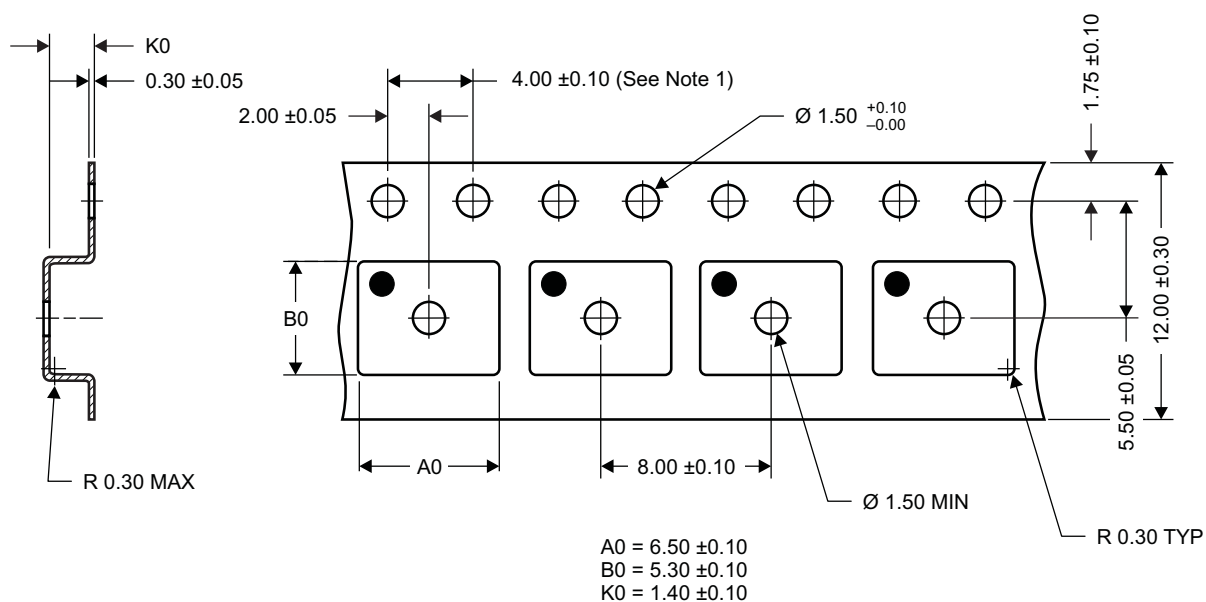 K0
0.30 ±0.05
4.00 ±0.10 (See Note 1)
2.00 ±0.05
Ø 1.50 +0.10 –0.00
1.75 ±0.10
B0
12.00 ±0.30
5.50 ±0.05
A0
8.00 ±0.10
R 0.30 MAX
Ø 1.50 MIN
R 0.30 TYP
A0 = 6.50 ±0.10
B0 = 5.30 ±0.10
K0 = 1.40 ±0.10